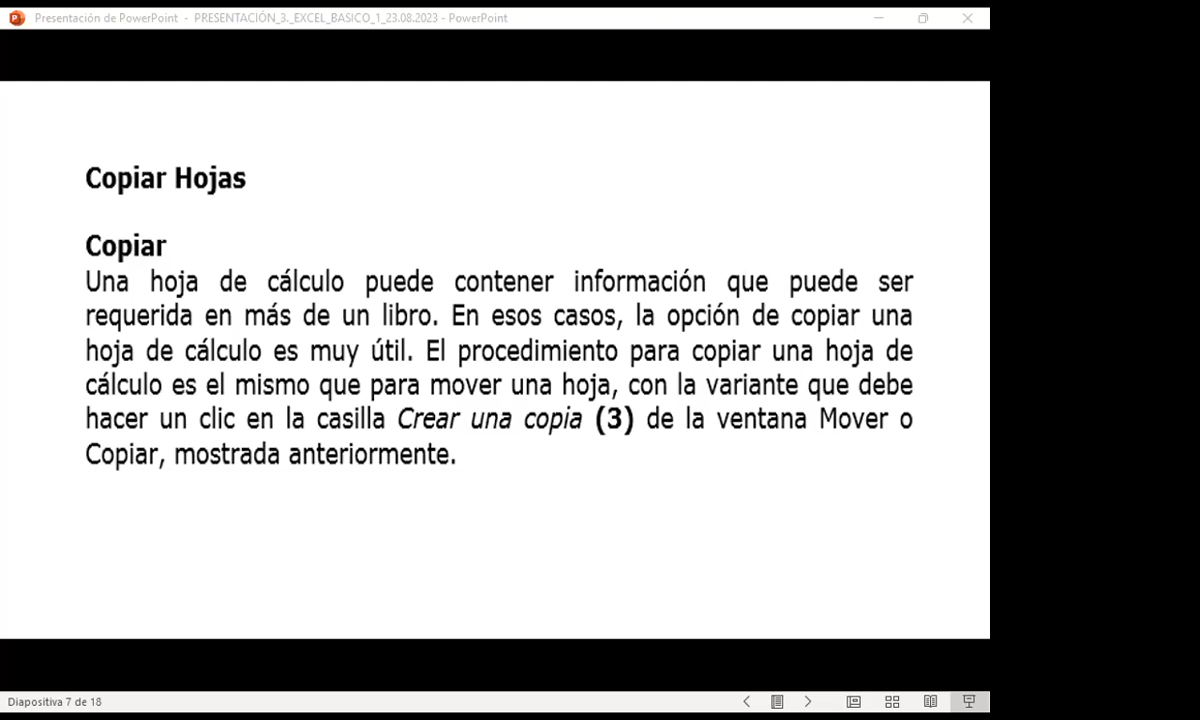 Presentación de PowerPoint - PRESENTACIÓN_3._EXCEL_BASICO_1_23.08.2023 - PowerPoint
Copiar Hojas
Copiar
Una hoja de cálculo puede contener información que puede ser
requerida en más de un libro. En esos casos, la opción de copiar una
hoja de cálculo es muy útil. El procedimiento para copiar una hoja de
cálculo es el mismo que para mover una hoja, con la variante que debe
hacer un clic en la casilla Crear una copia (3) de la ventana Mover o
Copiar, mostrada anteriormente.
Diapositiva 7 de 18